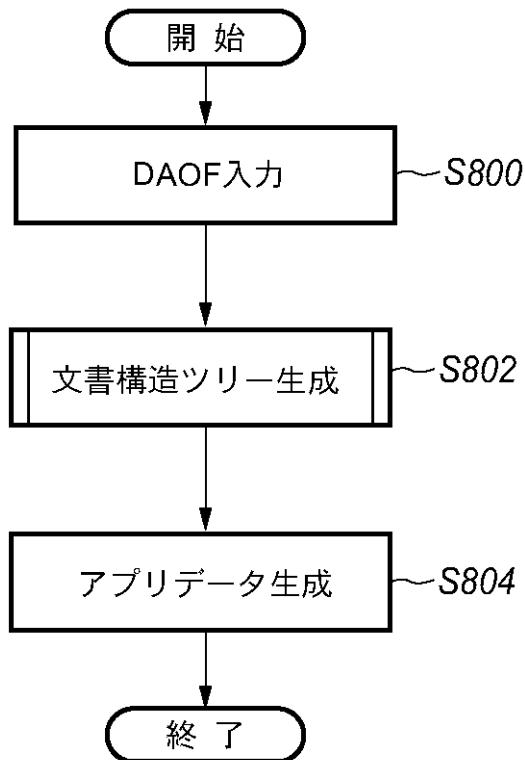 開 始
DAOF入力
S800
文書構造ツリー生成
S802
アプリデータ生成
S804
終 了